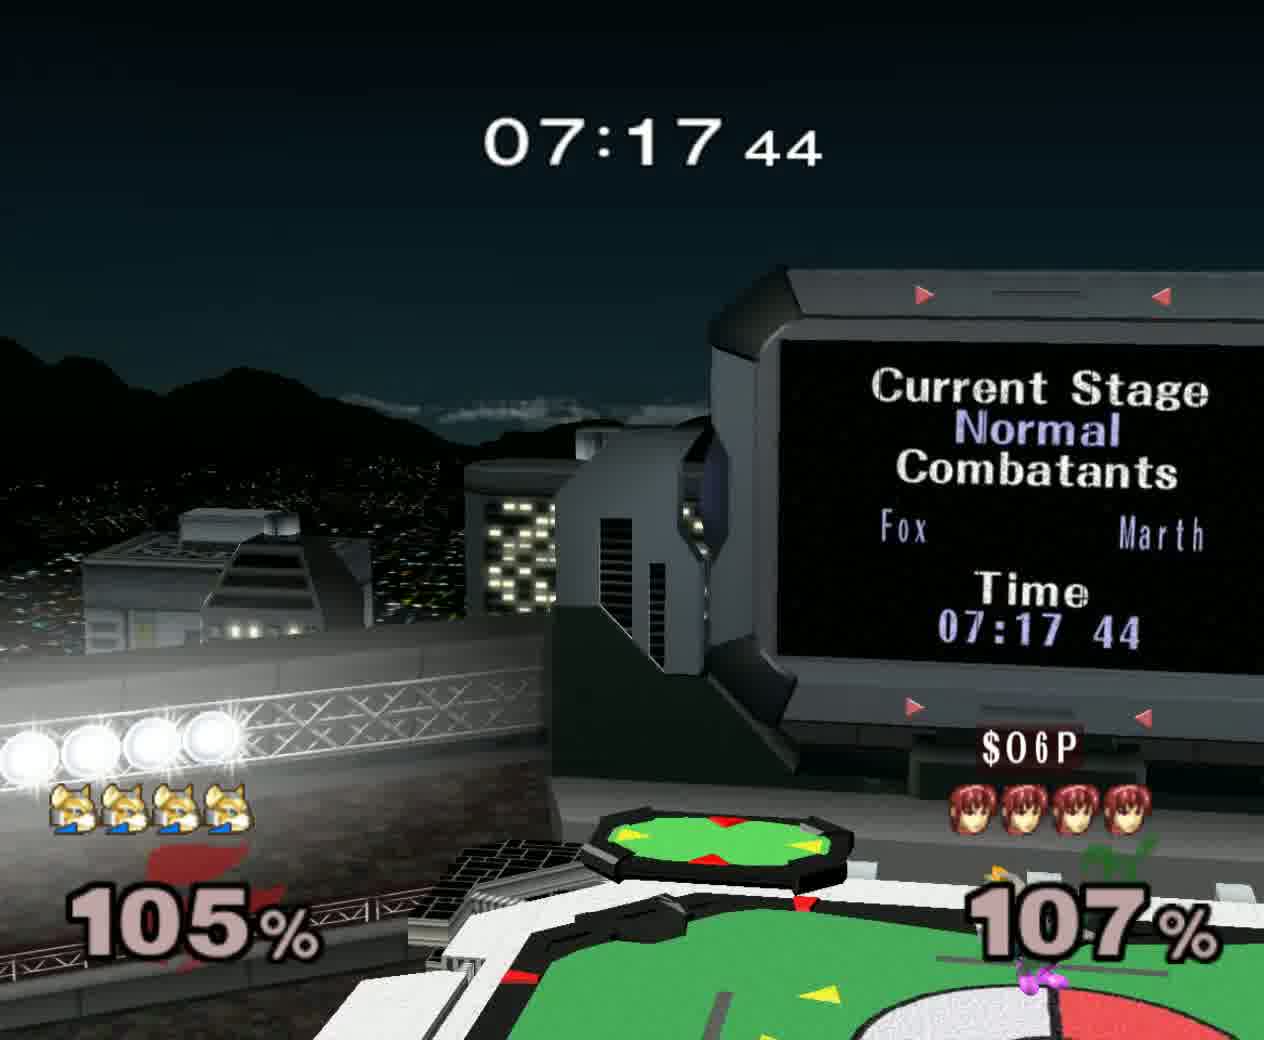 07:17 44
Current Stage
Normal
Combatants
Fox Marth
Time
07:17 44
$06P
105% 107%